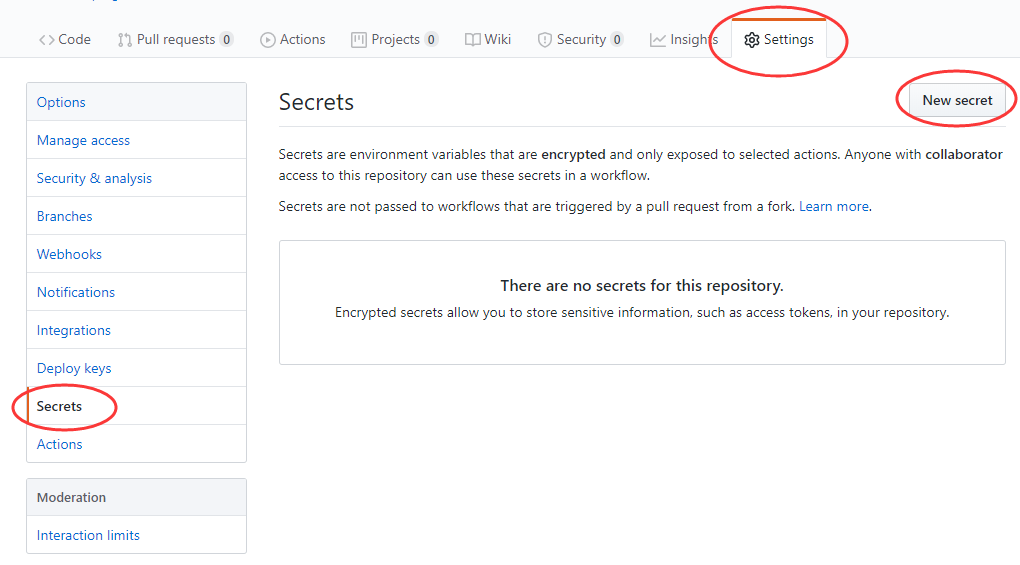 Code Pull requests 0 Actions Projects 0 Wiki Security 0 Insights Settings
Options
Manage access
Security & analysis
Branches
Webhooks
Notifications
Integrations
Deploy keys
Secrets
Actions
Moderation
Interaction limits
Secrets
New secret
Secrets are environment variables that are encrypted and only exposed to selected actions. Anyone with collaborator
access to this repository can use these secrets in a workflow.
Secrets are not passed to workflows that are triggered by a pull request from a fork. Learn more.
There are no secrets for this repository.
Encrypted secrets allow you to store sensitive information, such as access tokens, in your repository.